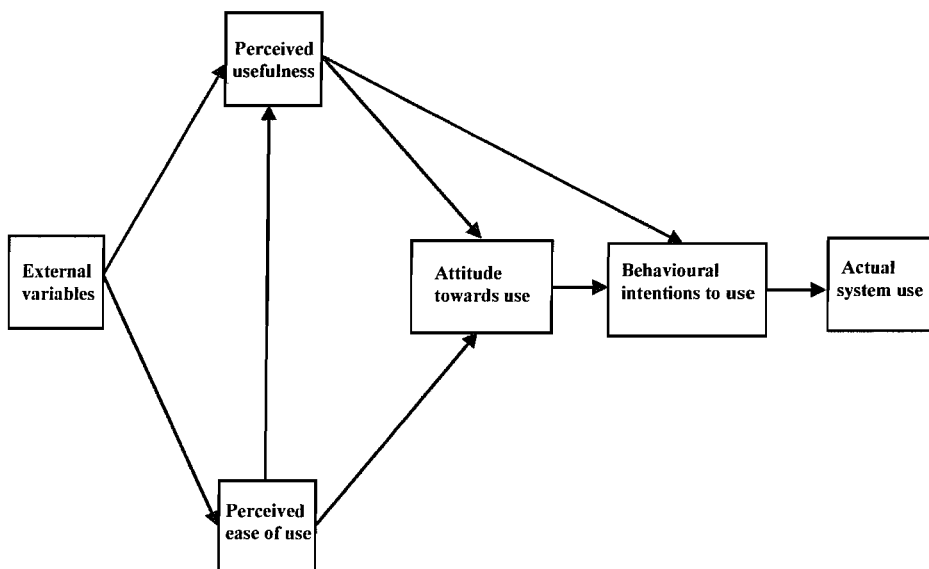 Perceived
usefulness
External
variables
Attitude
towards use
Behavioural
intentions to use
Actual
system use
Perceived
ease of use